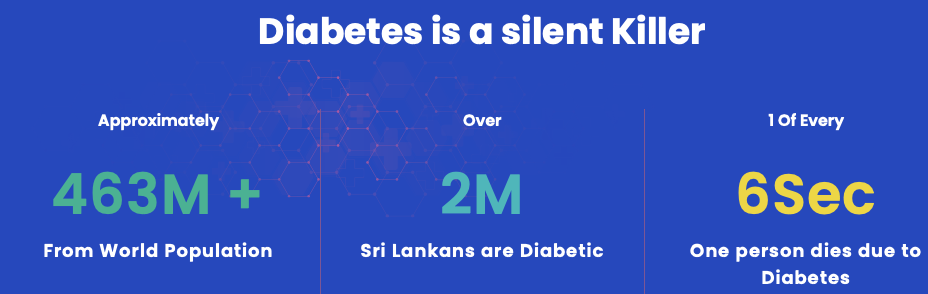 Diabetes is a silent Killer
Approximately
463M +
From World Population
Over
2M
Sri Lankans are Diabetic
1 Of Every
6Sec
One person dies due to
Diabetes